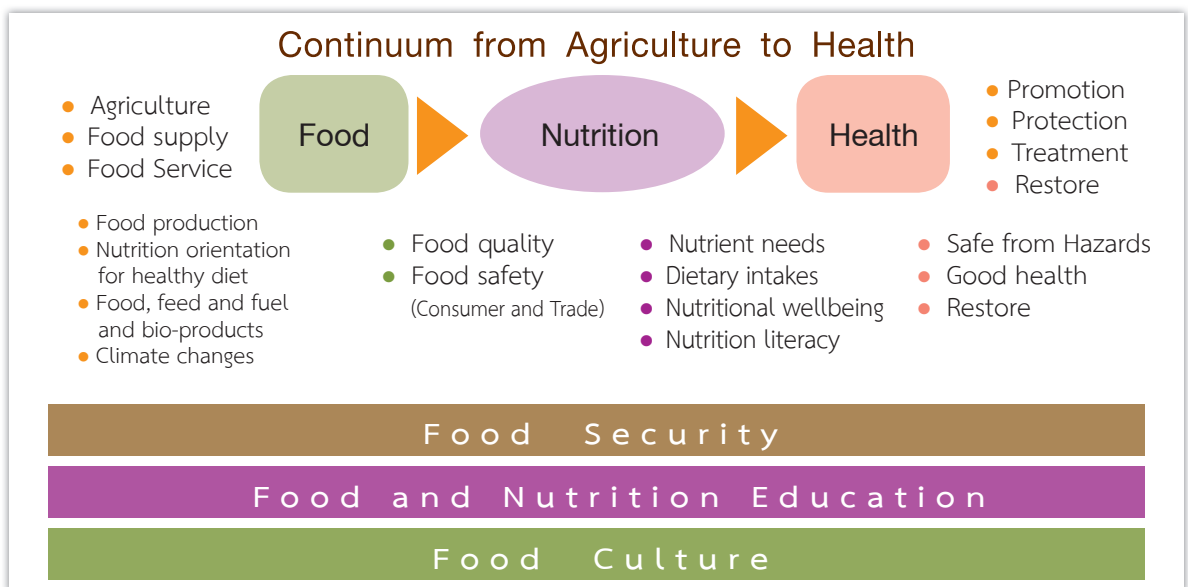 Continuum from Agriculture to Health
Agriculture
Food supply
Food Service
Food
Nutrition
Health
Promotion
Protection
Treatment
Restore
Food production
Nutrition orientation
for healthy diet
Food, feed and fuel
and bio-products
Climate changes
Food quality
Food safety
(Consumer and Trade)
Nutrient needs
Dietary intakes
Nutritional wellbeing
Nutrition literacy
Safe from Hazards
Good health
Restore
Food Security
Food and Nutrition Education
Food Culture